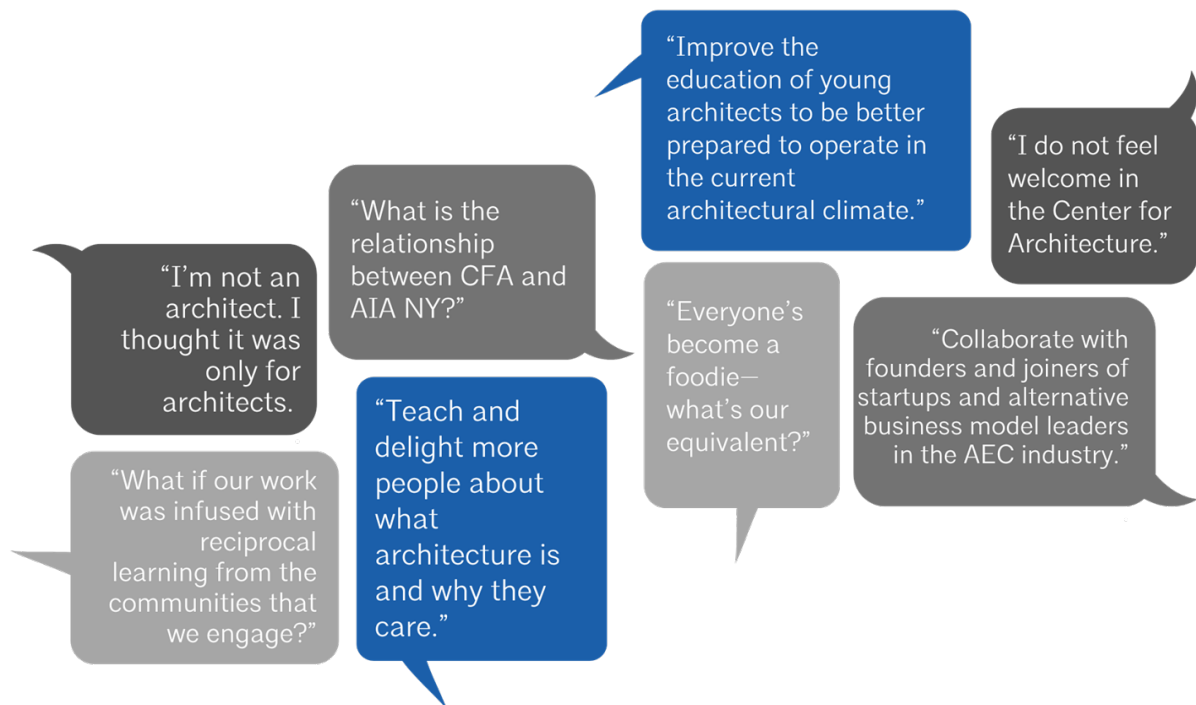 “Improve the
education of young
architects to be better
prepared to operate in
the current
architectural climate.”
“I do not feel
welcome in
the Center for
Architecture.”
“What is the
relationship
between CFA and
AIA NY?”
“I’m not an
architect. I
thought it was
only for
architects.
“Everyone’s
become a
foodie—
what’s our
equivalent?”
“Collaborate with
founders and joiners of
startups and alternative
business model leaders
in the AEC industry.”
“Teach and
delight more
people about
what
architecture is
and why they
care.”
“What if our work
was infused with
reciprocal
learning from the
communities that
we engage?”